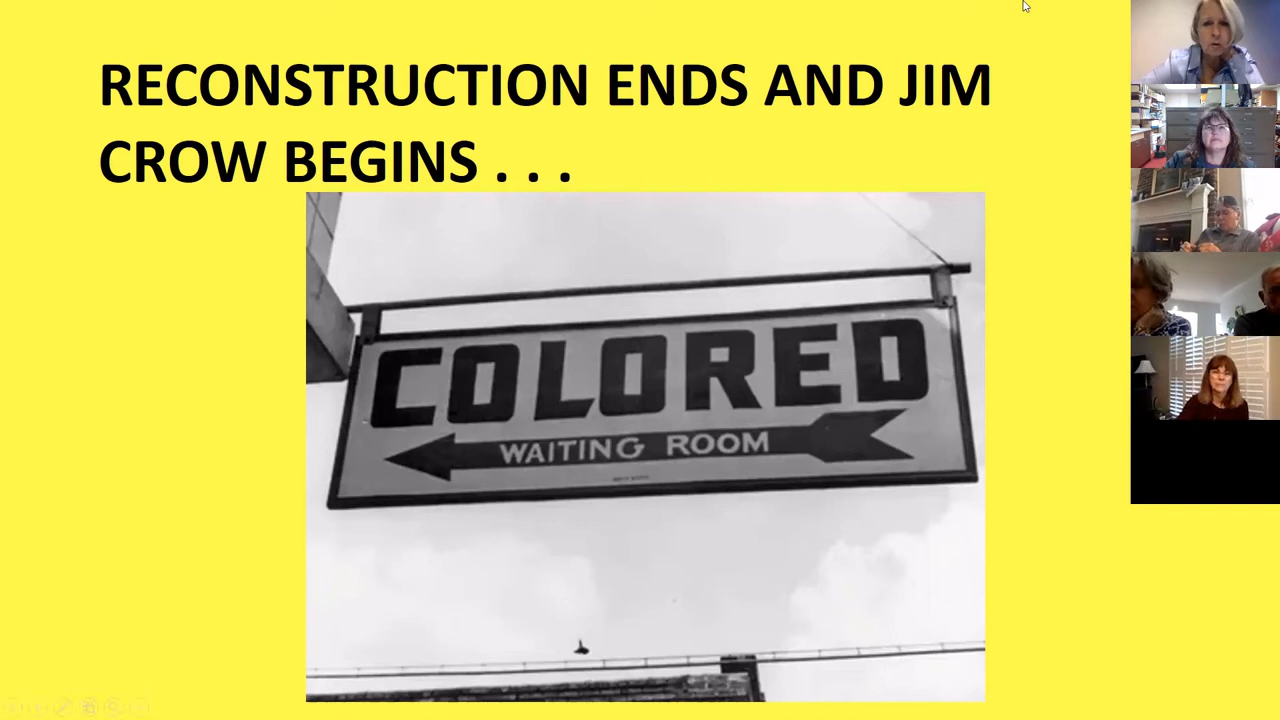 RECONSTRUCTION ENDS AND JIM
CROW BEGINS . . .
COLORED
WAITING ROOM